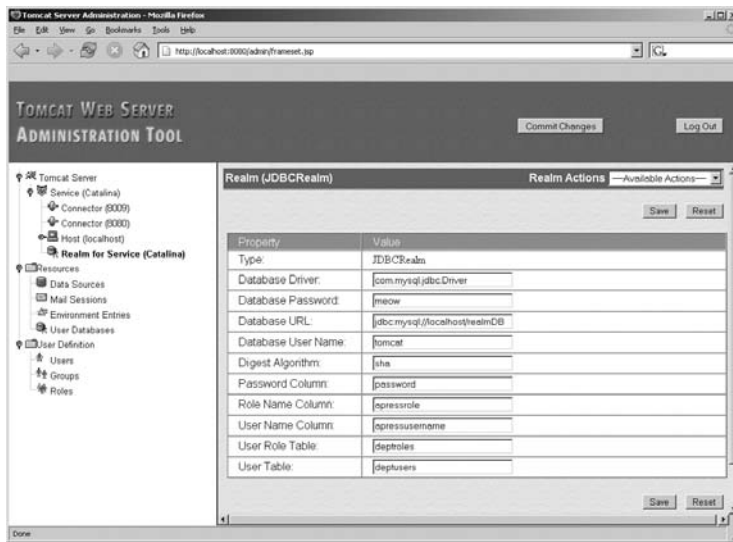 Tomcat Server Administration - Mozilla Firefox
File Edit View Go Bookmarks Tools Help
http://localhost:8080/admin/frameset.jsp
G
TOMCAT WEB SERVER
ADMINISTRATION TOOL
Commit Changes
Log Out
Tomcat Server
Service (Catalina)
Connector (8009)
Connector (8080)
Host (localhost)
Realm for Service (Catalina)
Resources
Data Sources
Mail Sessions
Environment Entries
User Databases
User Definition
Users
Groups
Roles
Realm (JDBCRealm)
Realm Actions ----Available Actions----
Save Reset
Property Value
Type: JDBCRealm
Database Driver: com.mysql.jdbc.Driver
Database Password: meow
Database URL: jdbc:mysql://localhost/realmDB
Database User Name: tomcat
Digest Algorithm: sha
Password Column: password
Role Name Column: apressrole
User Name Column: apressusername
User Role Table: deptroles
User Table: deptusers
Save Reset
Done